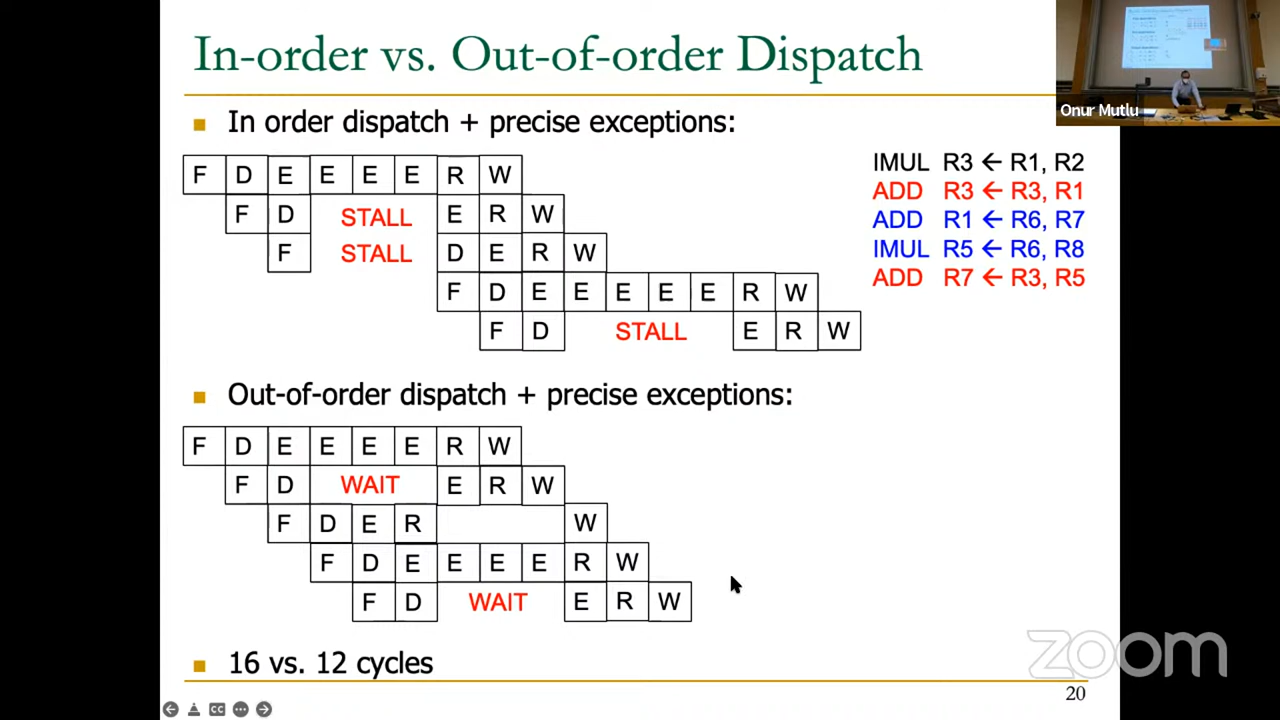 In-order vs. Out-of-order Dispatch
Onur Mutlu
In order dispatch + precise exceptions:
F D E E E E R W
F D STALL E R W
F STALL D E R W
F D E E E E E R W
F D STALL E R W
IMUL R3 ← R1, R2
ADD R3 ← R3, R1
ADD R1 ← R6, R7
IMUL R5 ← R6, R8
ADD R7 ← R3, R5
Out-of-order dispatch + precise exceptions:
F D E E E E R W
F D WAIT E R W
F D E R W
F D E E E E R W
F D WAIT E R W
16 vs. 12 cycles
zoom
20
CC